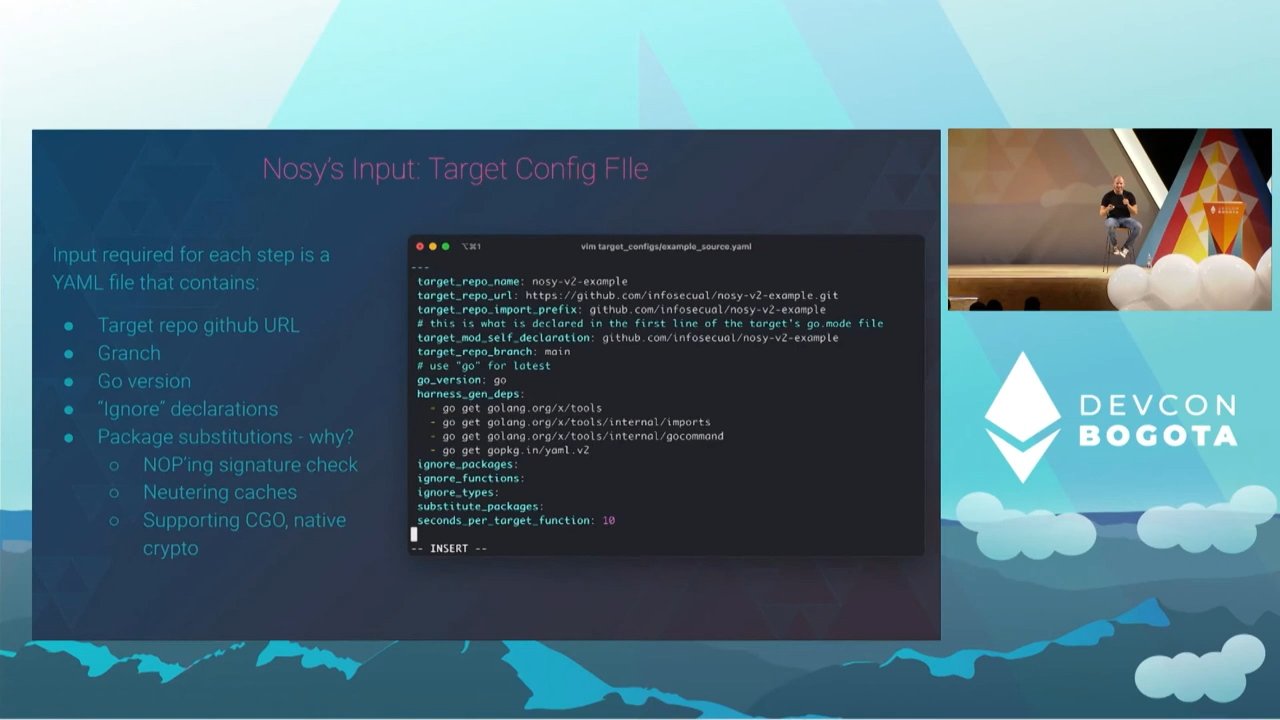 Nosy's Input: Target Config FIle
Input required for each step is a
YAML file that contains:
● Target repo github URL
● Granch
● Go version
● "Ignore" declarations
● Package substitutions - why?
○ NOP'ing signature check
○ Neutering caches
○ Supporting CGO, native
crypto
⌥⌘1
vim target_configs/example_source.yaml
---
target_repo_name: nosy-v2-example
target_repo_url: https://github.com/infosecual/nosy-v2-example.git
target_repo_import_prefix: github.com/infosecual/nosy-v2-example
# this is what is declared in the first line of the target's go.mode file
target_mod_self_declaration: github.com/infosecual/nosy-v2-example
target_repo_branch: main
# use "go" for latest
go_version: go
harness_gen_deps:
- go get golang.org/x/tools
- go get golang.org/x/tools/internal/imports
- go get golang.org/x/tools/internal/gocommand
- go get gopkg.in/yaml.v2
ignore_packages:
ignore_functions:
ignore_types:
substitute_packages:
seconds_per_target_function: 10
-- INSERT --
DEVCON
BOGOTA
DEVCON
BOGOTA